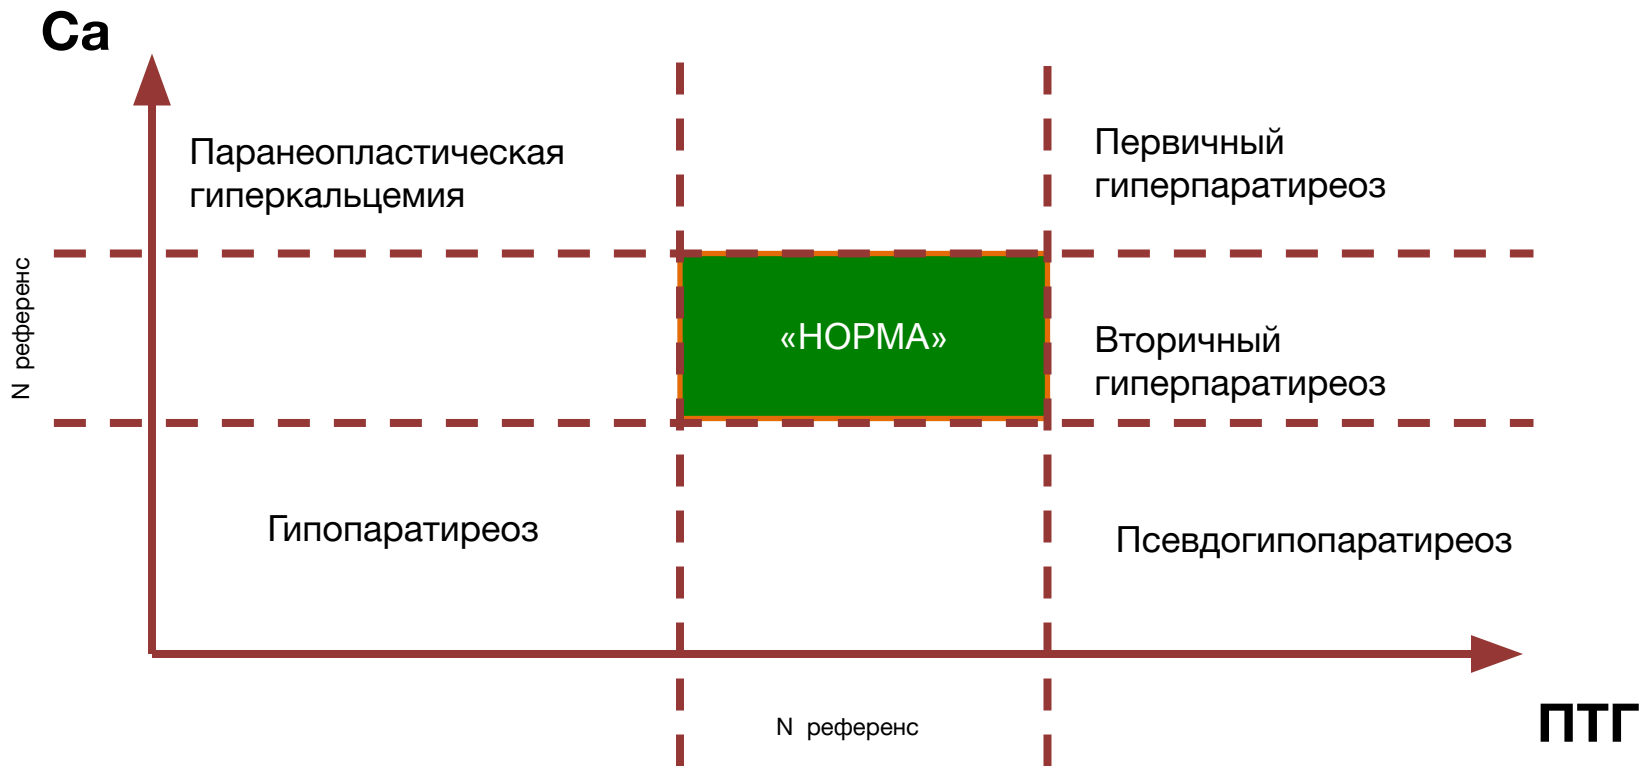 Ca
Паранеопластическая
гиперкальцемия
Первичный
гиперпаратиреоз
N референс
«НОРМА»
Вторичный
гиперпаратиреоз
Гипопаратиреоз
Псевдогипопаратиреоз
N референс
ПТГ